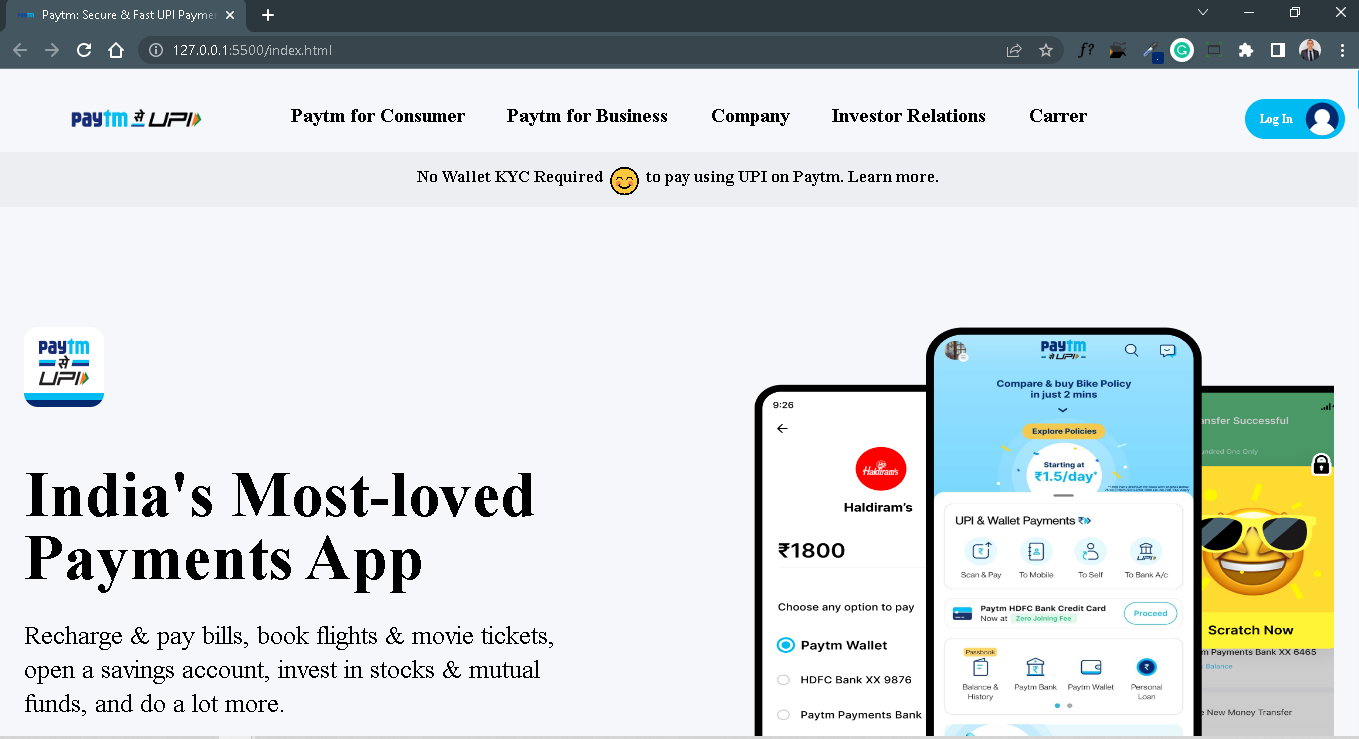 Paytm: Secure & Fast UPI Payme
127.0.0.1:5500/index.html
f?
paytm से UPI
Paytm for Consumer
Paytm for Business
Company
Investor Relations
Carrer
Log In
No Wallet KYC Required
to pay using UPI on Paytm. Learn more.
paytm
से
UPI
India's Most-loved
Payments App
Recharge & pay bills, book flights & movie tickets,
open a savings account, invest in stocks & mutual
funds, and do a lot more.
9:26
Haldiram's
Haldiram's
₹1800
Choose any option to pay
Paytm Wallet
HDFC Bank XX 9876
Paytm Payments Bank
paytm
से UPI
Compare & buy Bike Policy
in just 2 mins
Explore Policies
Starting at
₹1.5/day*
UPI & Wallet Payments
Scan & Pay
To Mobile
To Self
To Bank A/c
Paytm HDFC Bank Credit Card
Now at Zero Joining Fee
Proceed
Passbook
Balance &
History
Paytm Bank
Paytm Wallet
Personal
Loan
nsfer Successful
undred One Only
Scratch Now
m Payments Bank XX 6465
Balance
e New Money Transfer